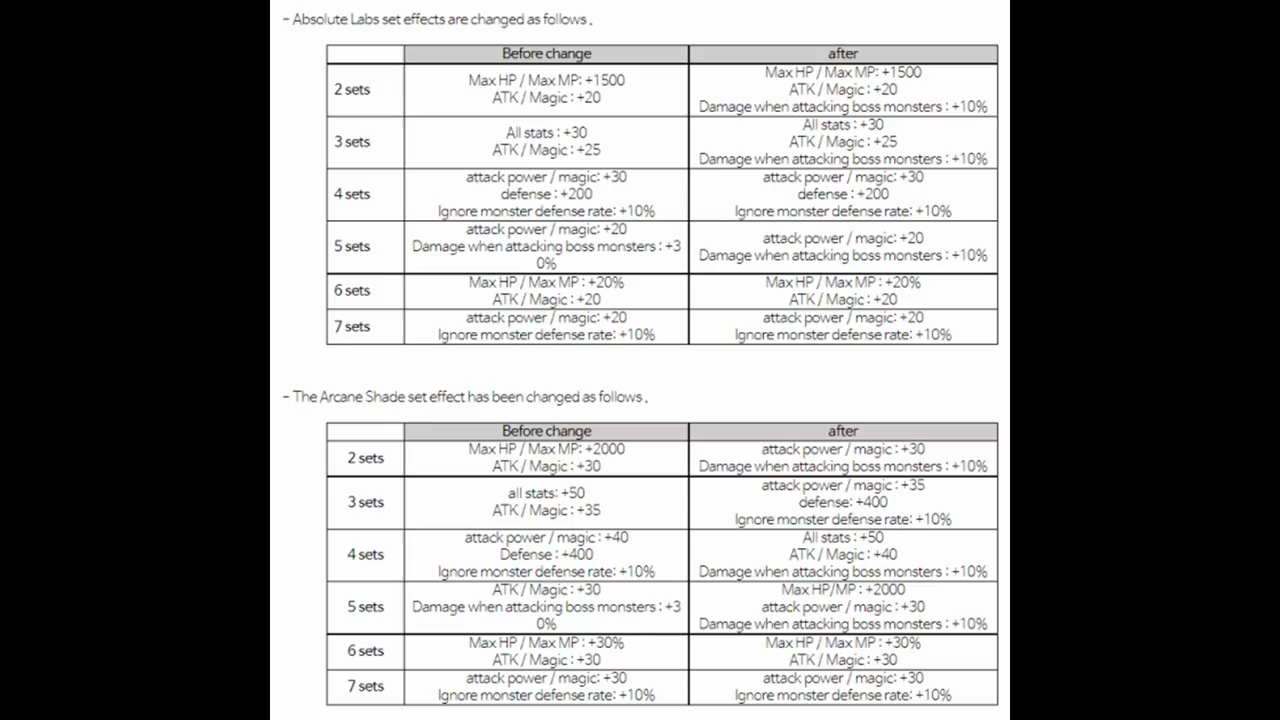 - Absolute Labs set effects are changed as follows .
Before change
after
2 sets
Max HP / Max MP: +1500
ATK / Magic : +20
Max HP / Max MP: +1500
ATK / Magic : +20
Damage when attacking boss monsters : +10%
3 sets
All stats : +30
ATK / Magic : +25
All stats : +30
ATK / Magic : +25
Damage when attacking boss monsters : +10%
4 sets
attack power / magic: +30
defense : +200
Ignore monster defense rate: +10%
attack power / magic: +30
defense : +200
Ignore monster defense rate: +10%
5 sets
attack power / magic: +20
Damage when attacking boss monsters : +3
0%
attack power / magic: +20
Damage when attacking boss monsters : +10%
6 sets
Max HP / Max MP : +20%
ATK / Magic : +20
Max HP / Max MP : +20%
ATK / Magic : +20
7 sets
attack power / magic: +20
Ignore monster defense rate: +10%
attack power / magic: +20
Ignore monster defense rate: +10%
- The Arcane Shade set effect has been changed as follows .
Before change
after
2 sets
Max HP / Max MP: +2000
ATK / Magic : +30
attack power / magic : +30
Damage when attacking boss monsters : +10%
3 sets
all stats: +50
ATK / Magic : +35
attack power / magic : +35
defense: +400
Ignore monster defense rate: +10%
4 sets
attack power / magic : +40
Defense : +400
Ignore monster defense rate: +10%
All stats : +50
ATK / Magic : +40
Damage when attacking boss monsters : +10%
5 sets
ATK / Magic : +30
Damage when attacking boss monsters : +3
0%
Max HP/MP : +2000
attack power / magic : +30
Damage when attacking boss monsters : +10%
6 sets
Max HP / Max MP : +30%
ATK / Magic : +30
Max HP / Max MP : +30%
ATK / Magic : +30
7 sets
attack power / magic : +30
Ignore monster defense rate: +10%
attack power / magic : +30
Ignore monster defense rate: +10%